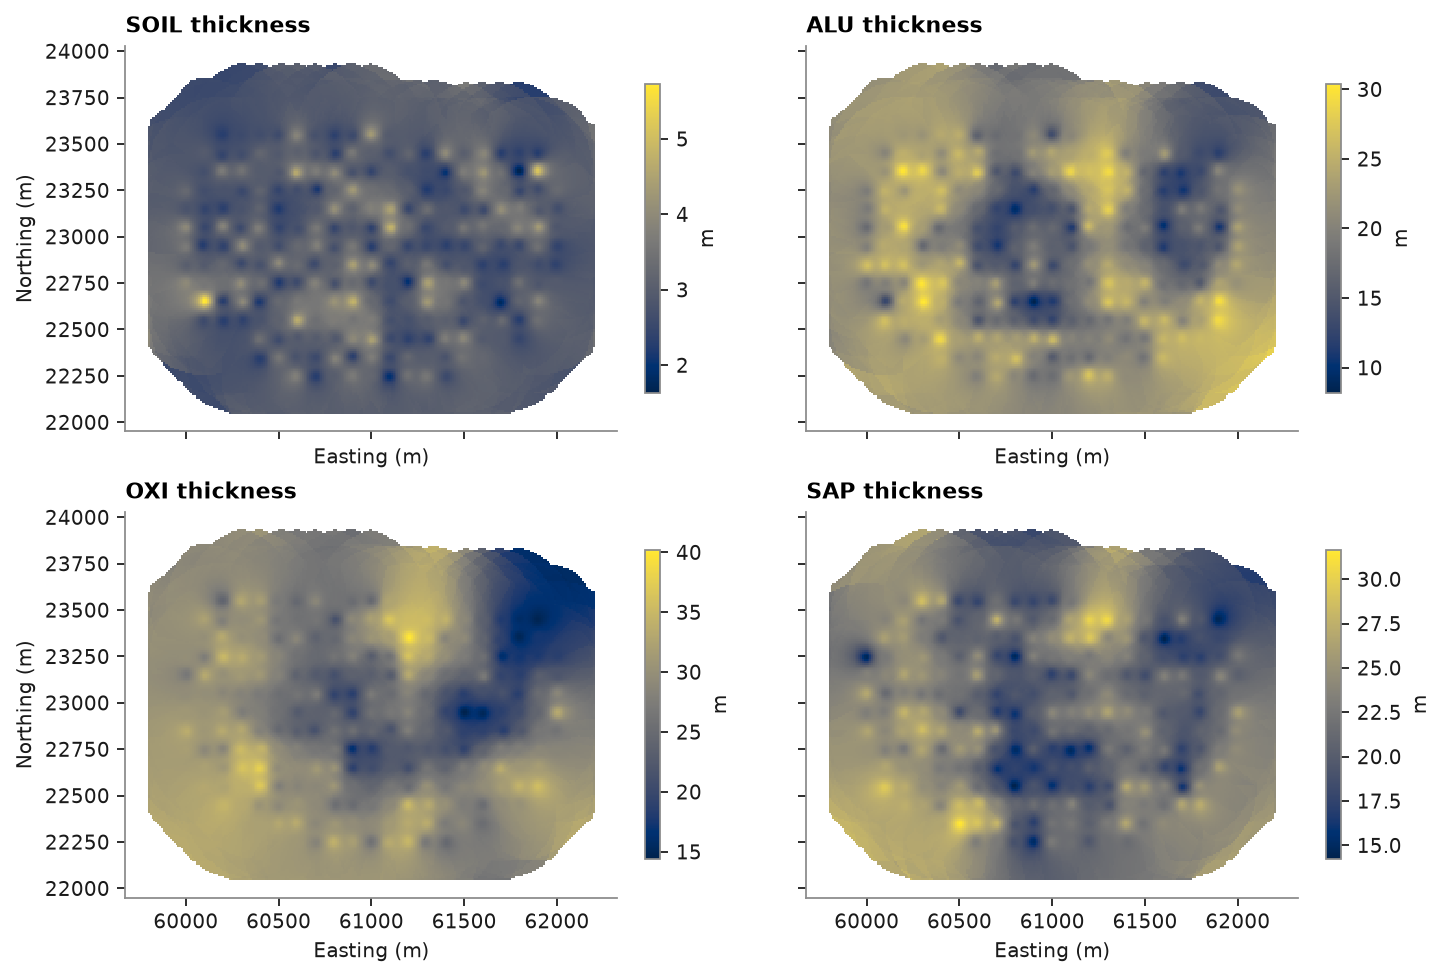 SOIL thickness
ALU thickness
24000
23750
23500
23250
23000
22750
22500
22250
22000
Northing (m)
Easting (m)
5
4
3
2
m
Easting (m)
30
25
20
15
10
m
OXI thickness
SAP thickness
24000
23750
23500
23250
23000
22750
22500
22250
22000
Northing (m)
60000 60500 61000 61500 62000
Easting (m)
40
35
30
25
20
15
m
60000 60500 61000 61500 62000
Easting (m)
30.0
27.5
25.0
22.5
20.0
17.5
15.0
m